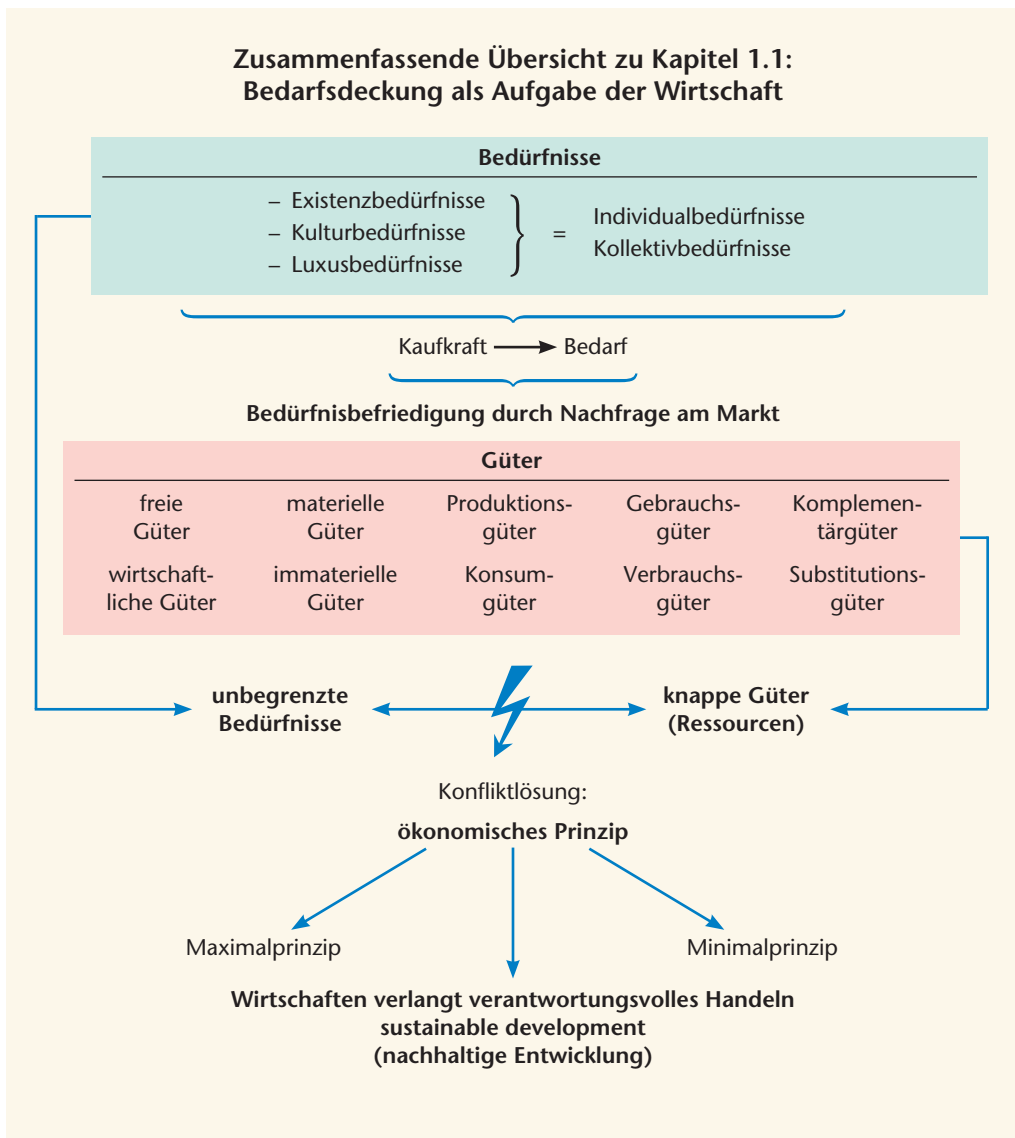 Zusammenfassende Übersicht zu Kapitel 1.1:
Bedarfsdeckung als Aufgabe der Wirtschaft
Bedürfnisse
– Existenzbedürfnisse
– Kulturbedürfnisse
– Luxusbedürfnisse
=
Individualbedürfnisse
Kollektivbedürfnisse
Kaufkraft → Bedarf
Bedürfnisbefriedigung durch Nachfrage am Markt
Güter
freie
Güter
materielle
Güter
Produktions-
güter
Gebrauchs-
güter
Komplemen-
tärgüter
wirtschaft-
liche Güter
immaterielle
Güter
Konsum-
güter
Verbrauchs-
güter
Substitutions-
güter
unbegrenzte
Bedürfnisse
knappe Güter
(Ressourcen)
Konfliktlösung:
ökonomisches Prinzip
Maximalprinzip
Minimalprinzip
Wirtschaften verlangt verantwortungsvolles Handeln
sustainable development
(nachhaltige Entwicklung)